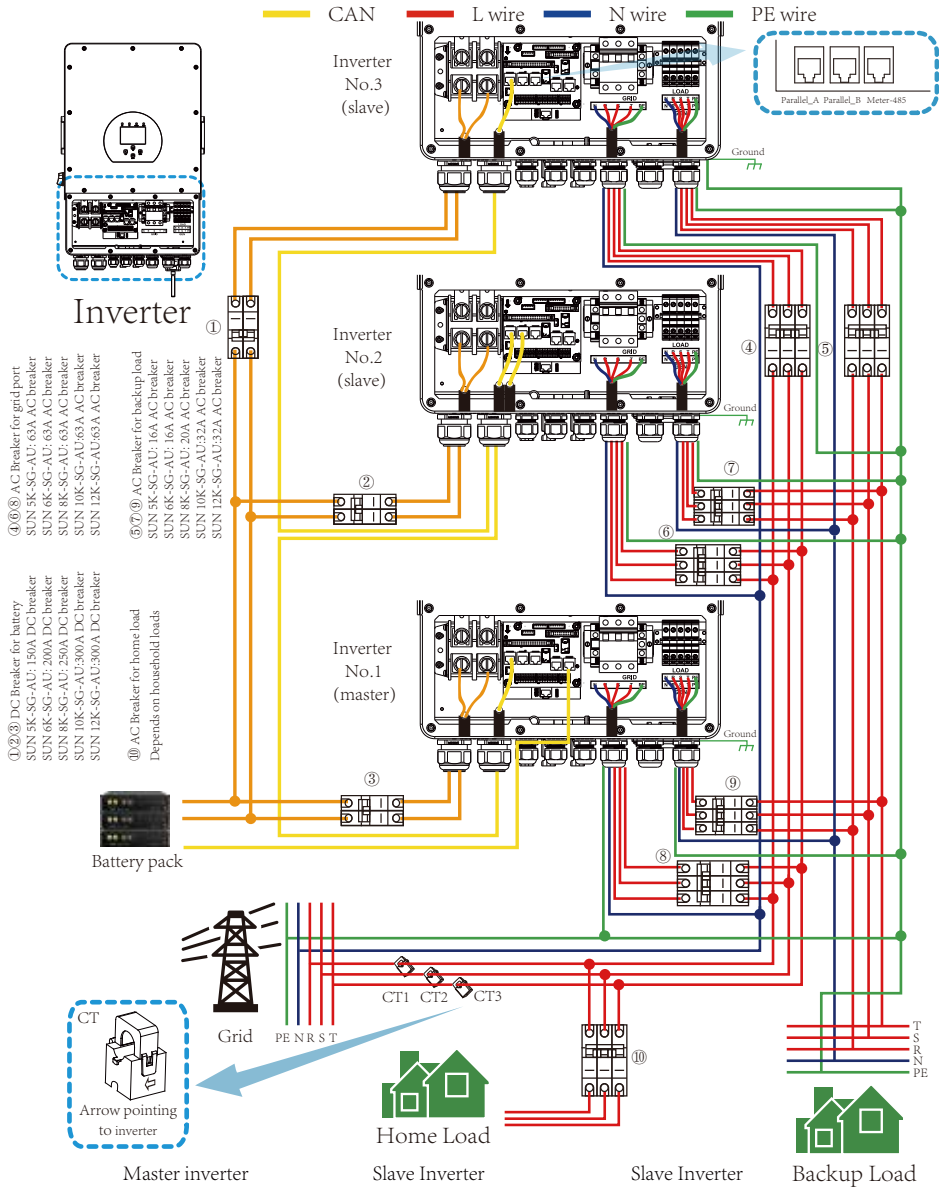 CAN L wire N wire PE wire
Inverter
No.3
(slave)
Parallel_A Parallel_B Meter-485
GRID
LOAD
Ground
Inverter
①
④⑥⑧ AC Breaker for grid port
SUN 5K-SG-AU: 63A AC breaker
SUN 6K-SG-AU: 63A AC breaker
SUN 8K-SG-AU: 63A AC breaker
SUN 10K-SG-AU:63A AC breaker
SUN 12K-SG-AU:63A AC breaker
⑤⑦⑨ AC Breaker for backup load
SUN 5K-SG-AU: 16A AC breaker
SUN 6K-SG-AU: 16A AC breaker
SUN 8K-SG-AU: 20A AC breaker
SUN 10K-SG-AU:32A AC breaker
SUN 12K-SG-AU:32A AC breaker
Inverter
No.2
(slave)
GRID
LOAD
Ground
④
⑤
②
⑦
⑥
①②③ DC Breaker for battery
SUN 5K-SG-AU: 150A DC breaker
SUN 6K-SG-AU: 200A DC breaker
SUN 8K-SG-AU: 250A DC breaker
SUN 10K-SG-AU:300A DC breaker
SUN 12K-SG-AU:300A DC breaker
⑩ AC Breaker for home load
Depends on household loads
Inverter
No.1
(master)
GRID
LOAD
Ground
③
⑨
⑧
Battery pack
CT1 CT2 CT3
Grid
PE N R S T
CT
Arrow pointing
to inverter
⑩
Home Load
T
S
R
N
PE
Backup Load
Master inverter Slave Inverter Slave Inverter